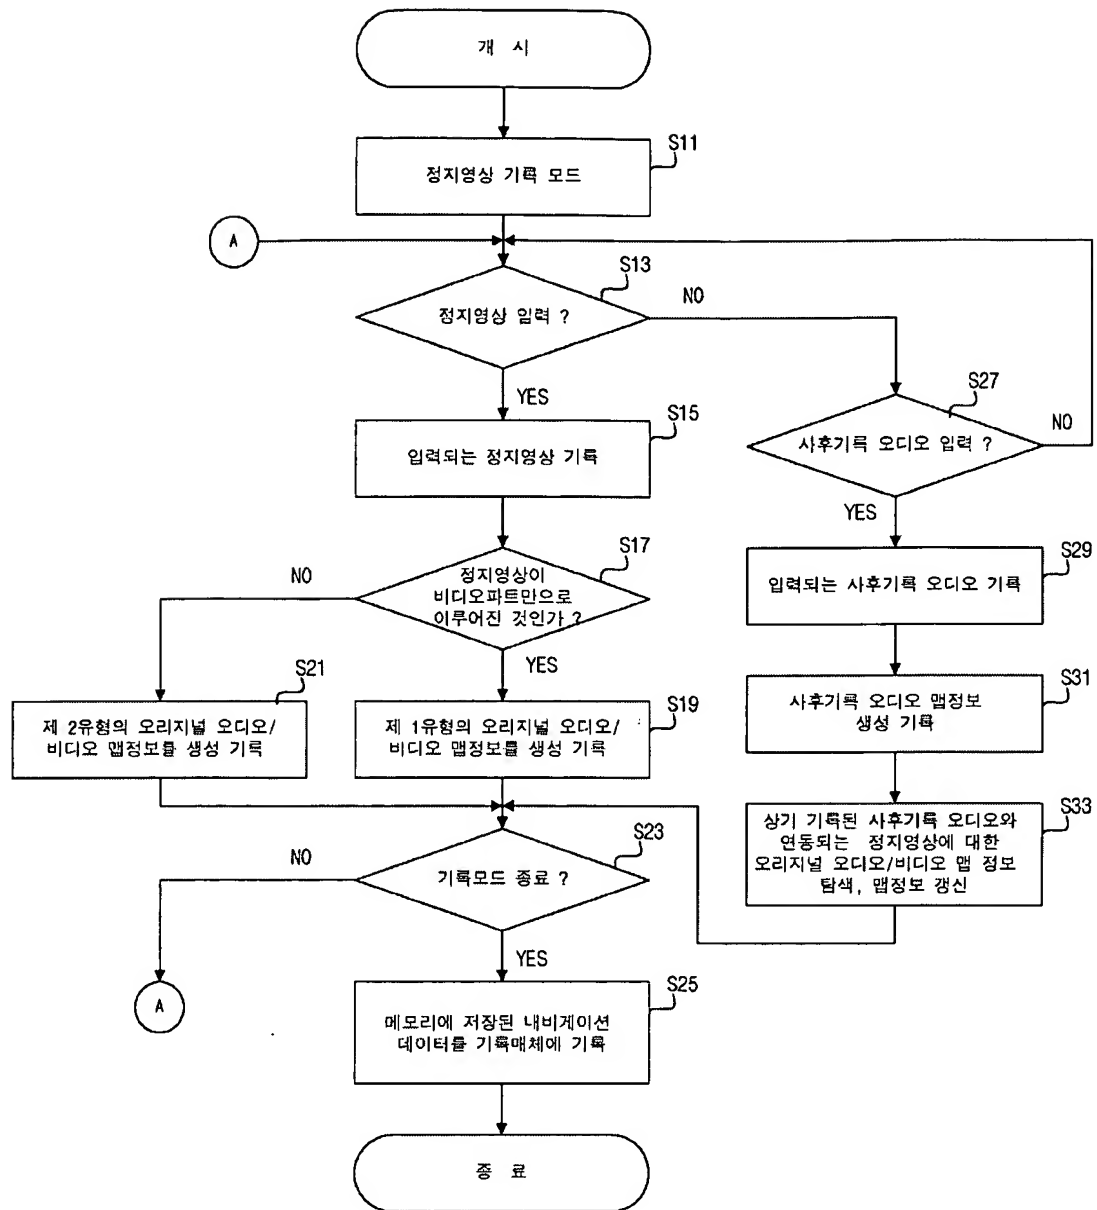 개 시
S11
정지영상 기록 모드
A
S13
정지영상 입력 ?
NO
YES
S27
사후기록 오디오 입력 ?
NO
YES
S15
입력되는 정지영상 기록
S17
정지영상이
비디오파트만으로
이루어진 것인가 ?
NO
YES
S29
입력되는 사후기록 오디오 기록
S21
제 2유형의 오리지널 오디오/
비디오 맵정보를 생성 기록
S19
제 1유형의 오리지널 오디오/
비디오 맵정보를 생성 기록
S31
사후기록 오디오 맵정보
생성 기록
S33
상기 기록된 사후기록 오디오와
연동되는 정지영상에 대한
오리지널 오디오/비디오 맵 정보
탐색, 맵정보 갱신
S23
기록모드 종료 ?
NO
YES
A
S25
메모리에 저장된 내비게이션
데이터를 기록매체에 기록
종 료